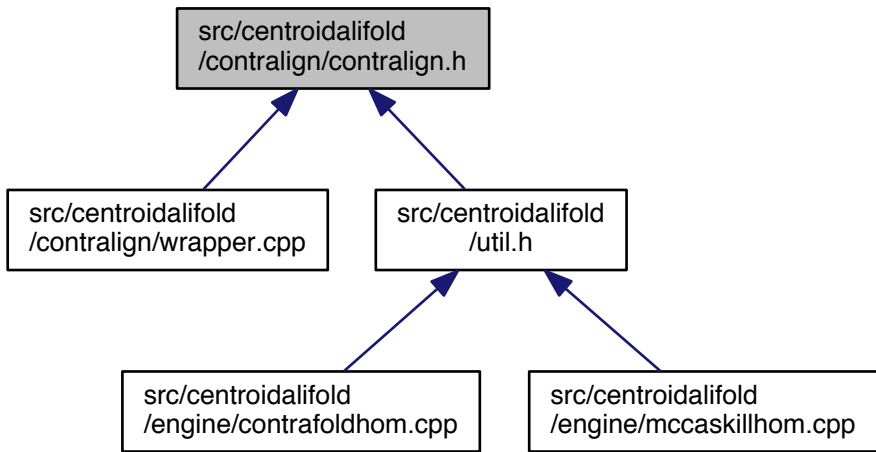 src/centroidalifold
/contralign/contralign.h
src/centroidalifold
/contralign/wrapper.cpp
src/centroidalifold
/util.h
src/centroidalifold
/engine/contrafoldhom.cpp
src/centroidalifold
/engine/mccaskillhom.cpp